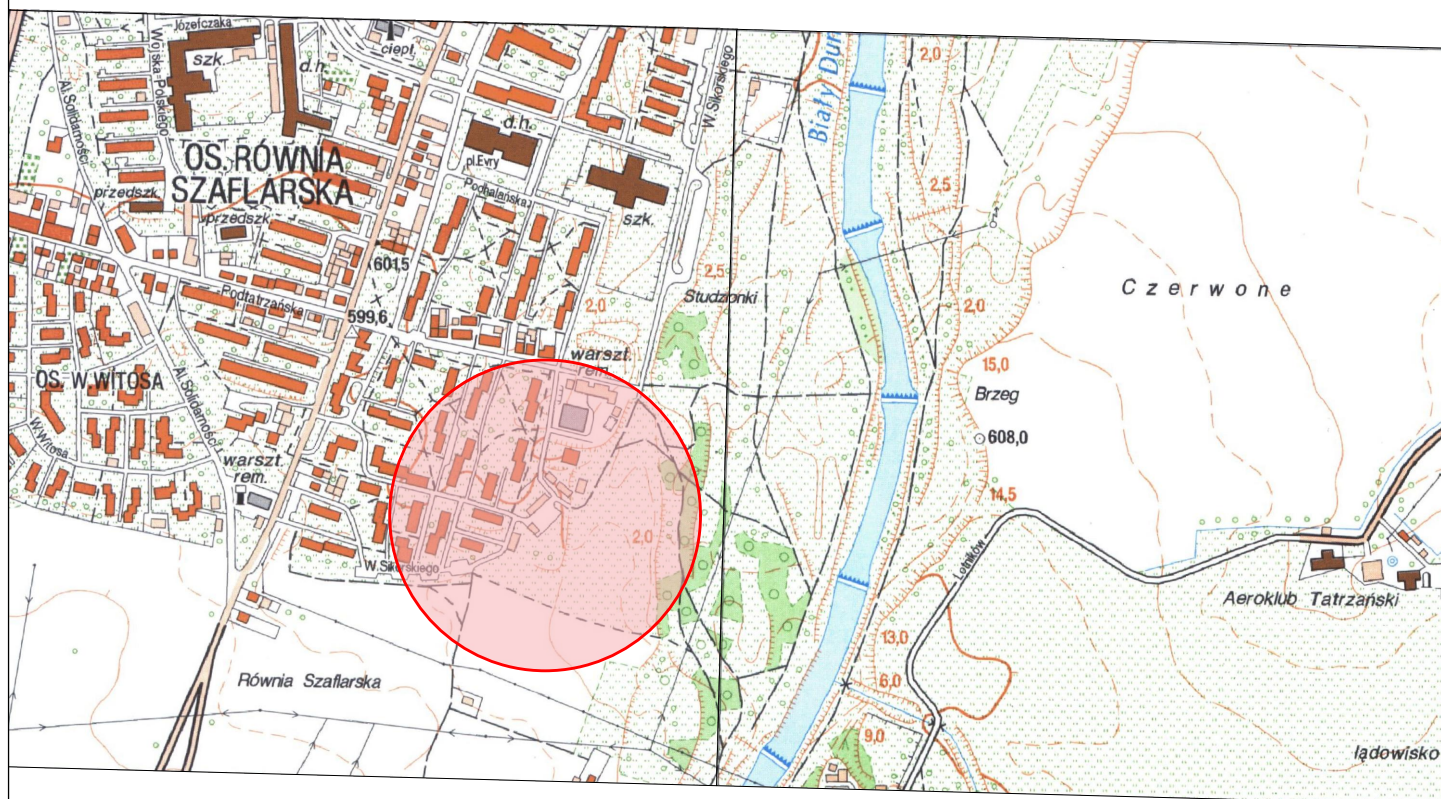 Józefczaka
Wojska Polskiego
szk.
d.h.
ciepł.
W.Sikorskiego
Biały Dun
2,0
Al.Solidarności
OS. RÓWNIA
SZAFLARSKA
d.h.
pl.Evry
Podhalańska
szk.
2,5
przedszk.
przedszk.
601,5
2,5
Studzionki
Czerwone
Podtatrzańska
599,6
2,0
2,0
warszt.
rem.
15,0
OS. W.WITOSA
Al.Solidarności
Brzeg
608,0
W.Witosa
warszt.
rem.
14,5
2,0
Lotników
W.Sikorskiego
Aeroklub Tatrzański
13,0
Równia Szaflarska
6,0
9,0
lądowisko